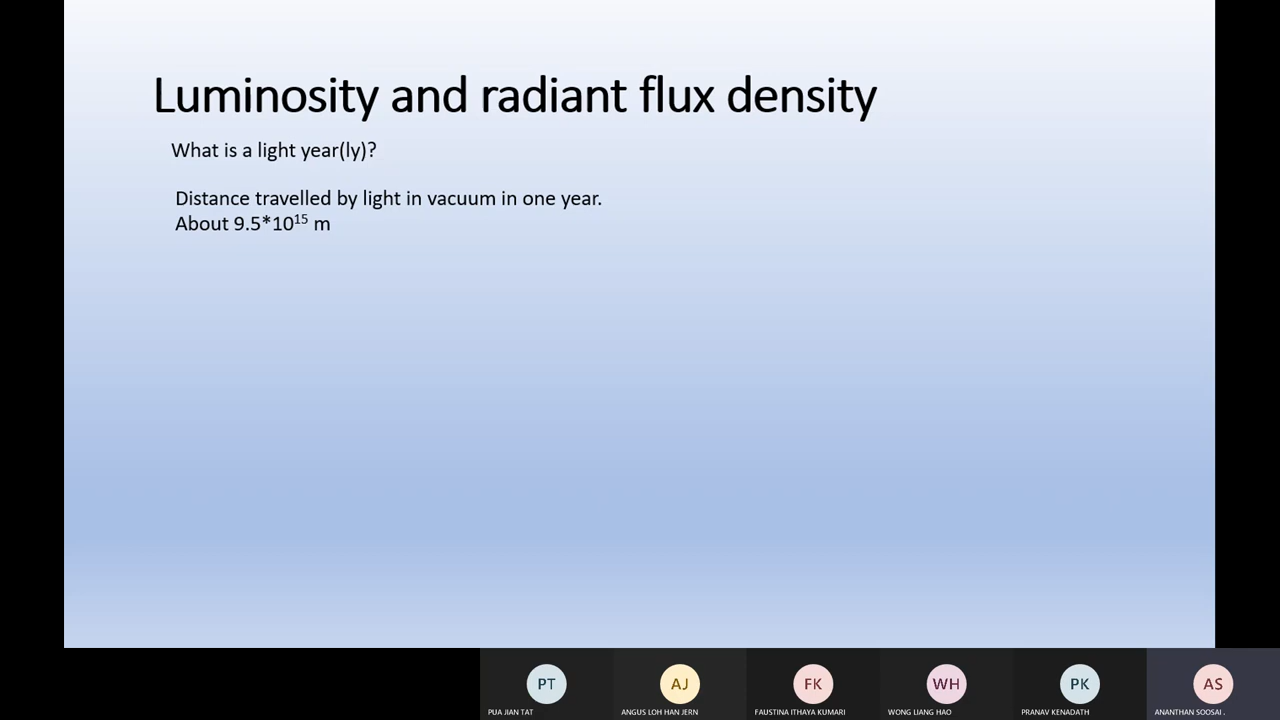 Luminosity and radiant flux density
What is a light year(ly)?
Distance travelled by light in vacuum in one year.
About 9.5*10¹⁵ m
PT
AJ
FK
WH
PK
AS
PUA JIAN TAT
ANGUS LOH HAN JERN
FAUSTINA ITHAYA KUMARI
WONG LIANG HAO
PRANAV KENADATH
ANANTHAN SOOSAI .